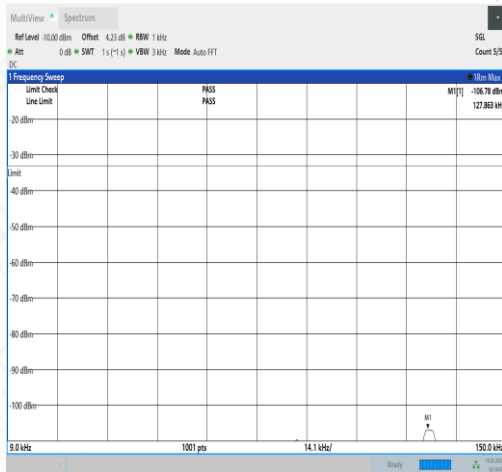 MultiView Spectrum
Ref Level -10.00 dBm Offset 4.23 dB RBW 1 kHz SGL
Att 0 dB SWT 1 s (~1 s) VBW 3 kHz Mode Auto FFT Count 5/5
DC
1 Frequency Sweep 1Rm Max
Limit Check PASS M1[1] -106.78 dBm
Line Limit PASS 127.863 kHz
-20 dBm
-30 dBm
Limit
-40 dBm
-50 dBm
-60 dBm
-70 dBm
-80 dBm
-90 dBm
-100 dBm
M1
9.0 kHz 1001 pts 14.1 kHz/ 150.0 kHz
Ready